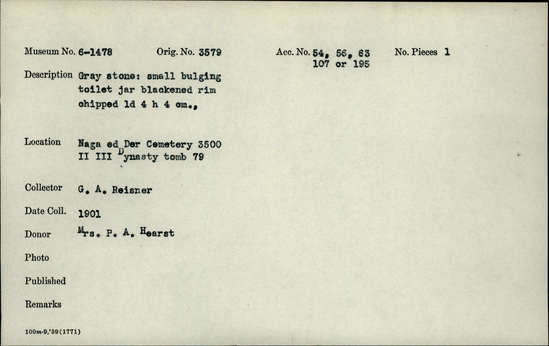 Museum No. 6-1478 Orig. No. 3579 Acc. No. 54, 56, 63 No. Pieces 1
107 or 195
Description Gray stone: small bulging
toilet jar blackened rim
chipped ld 4 h 4 cm.,
Location Naga ed Der Cemetery 3500
II III Dynasty tomb 79
Collector G. A. Reisner
Date Coll. 1901
Donor Mrs. P. A. Hearst
Photo
Published
Remarks
100m-9,'39(1771)